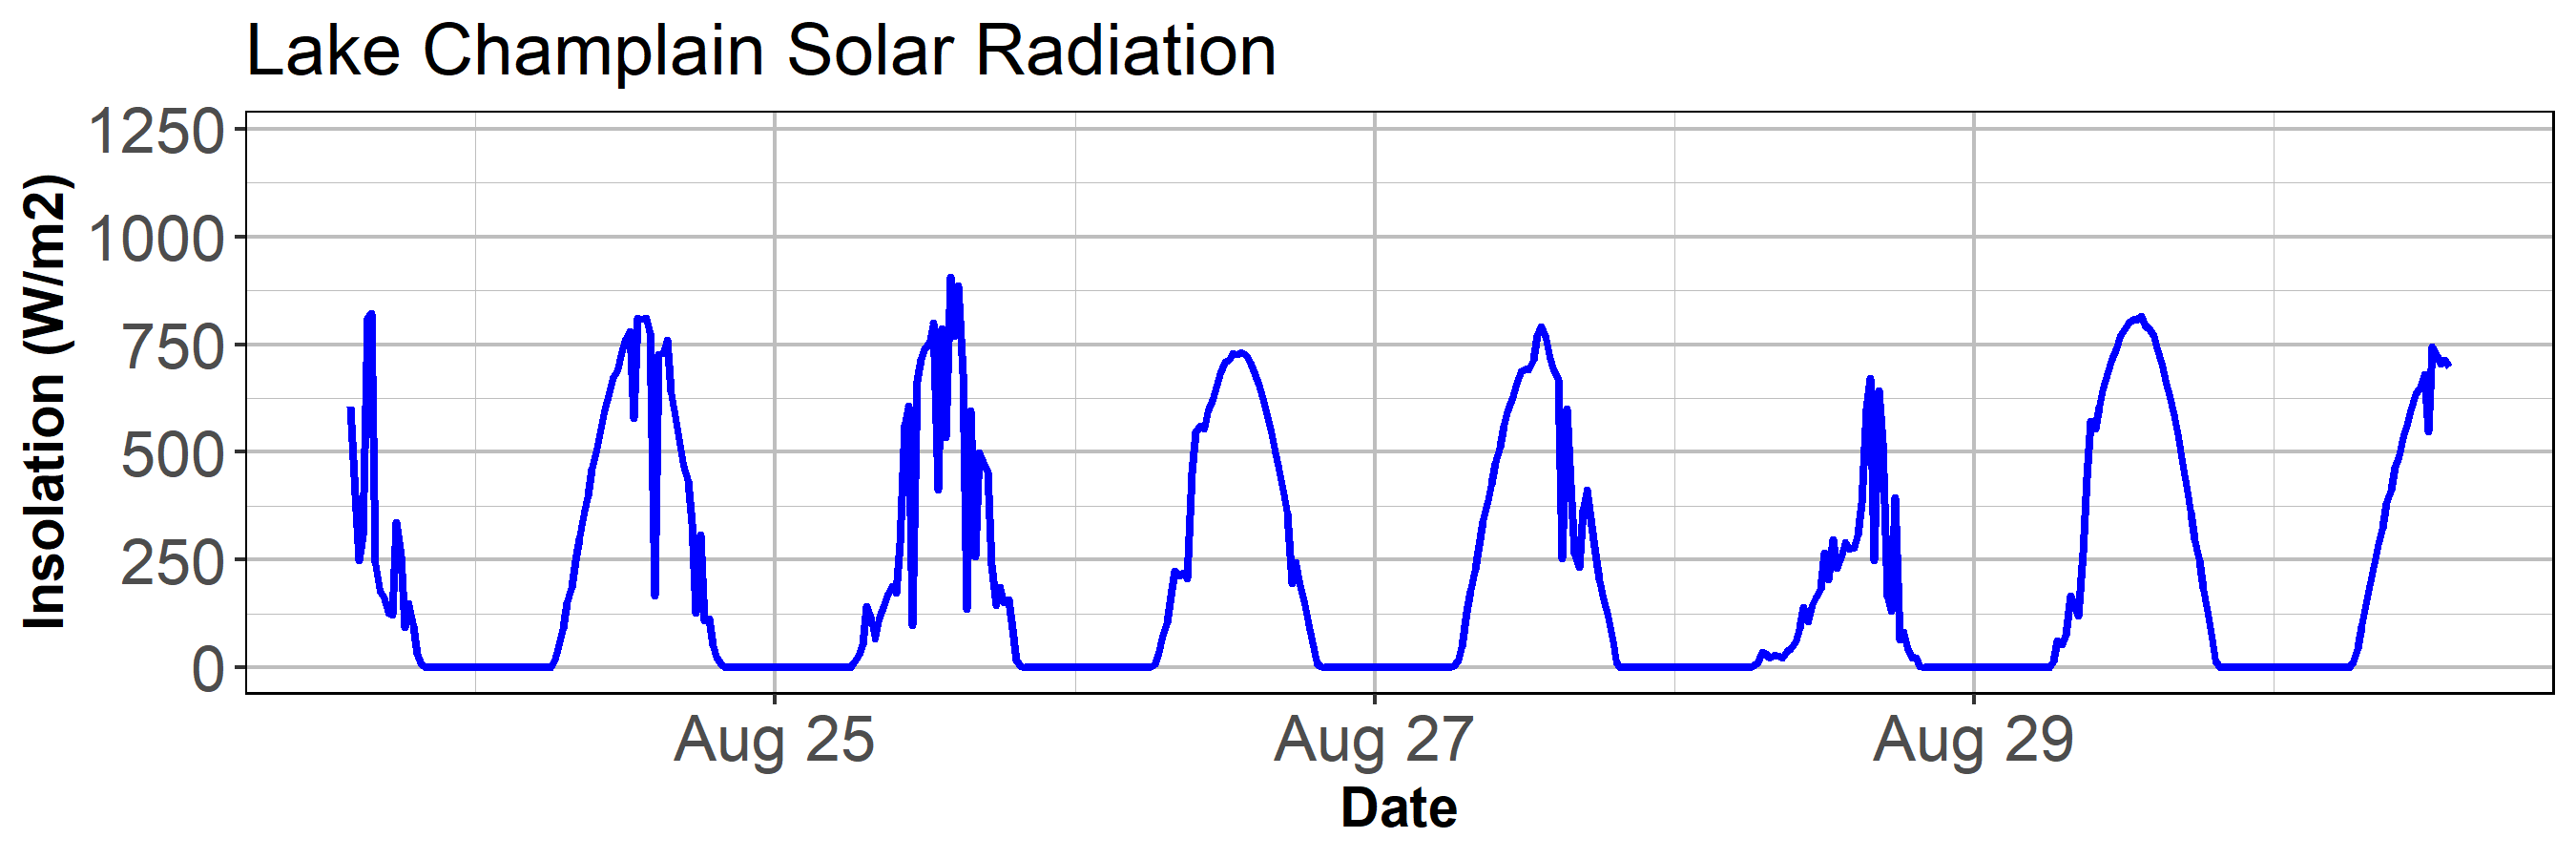 Lake Champlain Solar Radiation
1250
1000
750
500
250
0
Insolation (W/m2)
Aug 25
Aug 27
Aug 29
Date